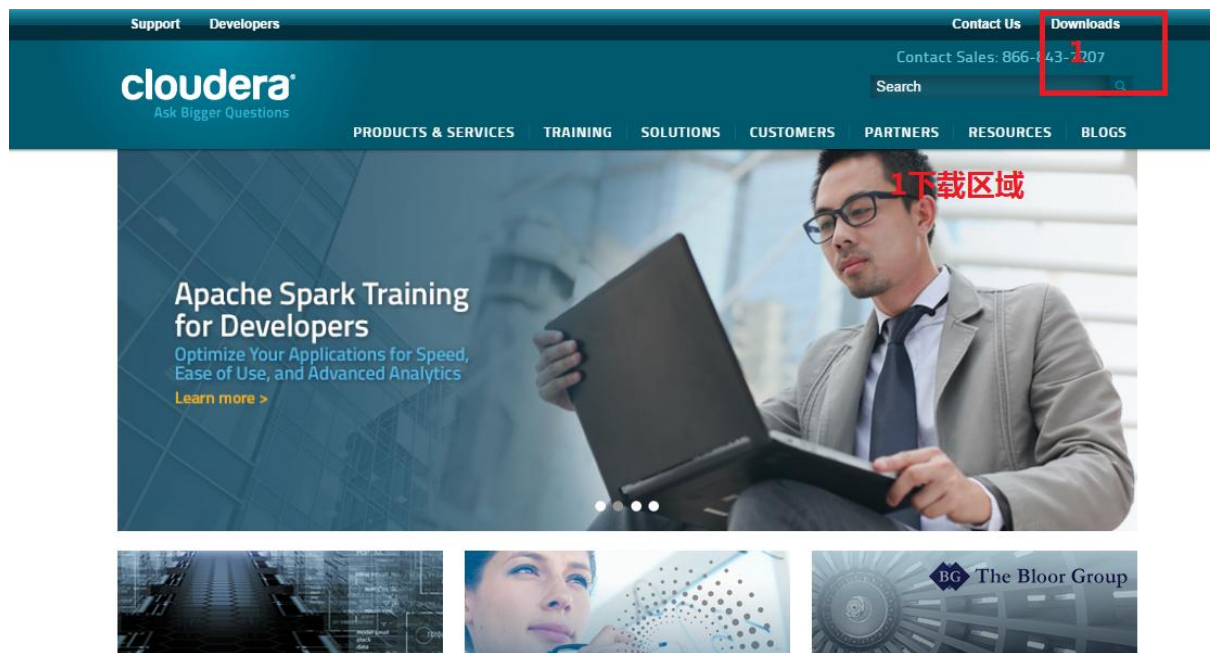 Support Developers Contact Us Downloads
1
Contact Sales: 866-843-7207
cloudera
Ask Bigger Questions
Search
PRODUCTS & SERVICES TRAINING SOLUTIONS CUSTOMERS PARTNERS RESOURCES BLOGS
1下载区域
Apache Spark Training
for Developers
Optimize Your Applications for Speed,
Ease of Use, and Advanced Analytics
Learn more >
BG The Bloor Group